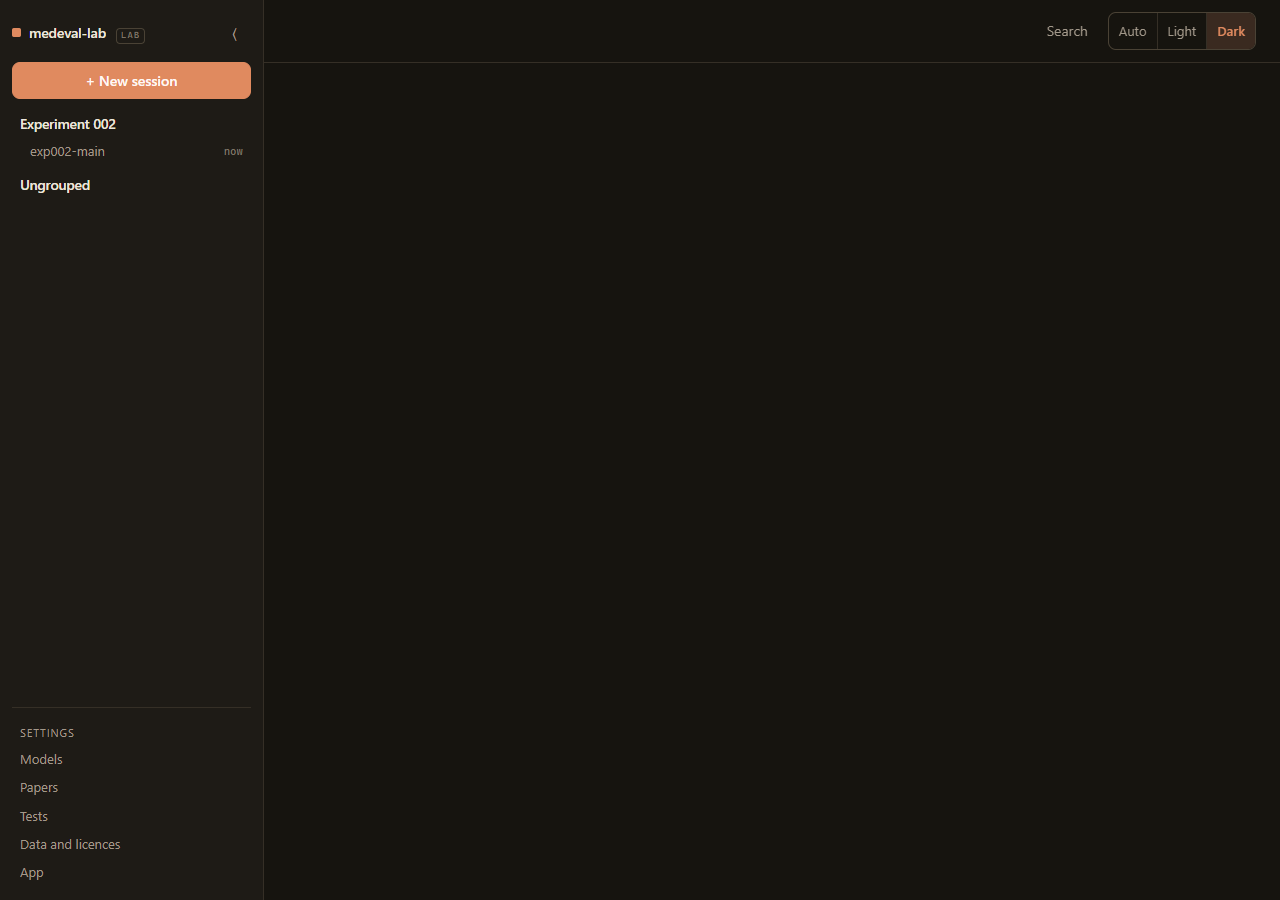 medeval-lab LAB ⟨
+ New session
Experiment 002
exp002-main now
Ungrouped
SETTINGS
Models
Papers
Tests
Data and licences
App
Search Auto Light Dark